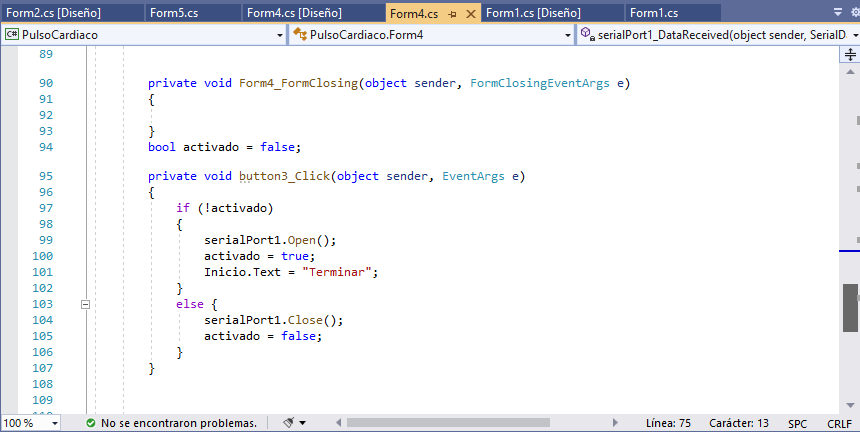 Form2.cs [Diseño] Form5.cs Form4.cs [Diseño] Form4.cs Form1.cs [Diseño] Form1.cs
C# PulsoCardiaco PulsoCardiaco.Form4 serialPort1_DataReceived(object sender, SerialD
89
90 private void Form4_FormClosing(object sender, FormClosingEventArgs e)
91 {
92
93 }
94 bool activado = false;
95 private void button3_Click(object sender, EventArgs e)
96 {
97 if (!activado)
98 {
99 serialPort1.Open();
100 activado = true;
101 Inicio.Text = "Terminar";
102 }
103 else {
104 serialPort1.Close();
105 activado = false;
106 }
107 }
108
109
100 % No se encontraron problemas. Línea: 75 Carácter: 13 SPC CRLF